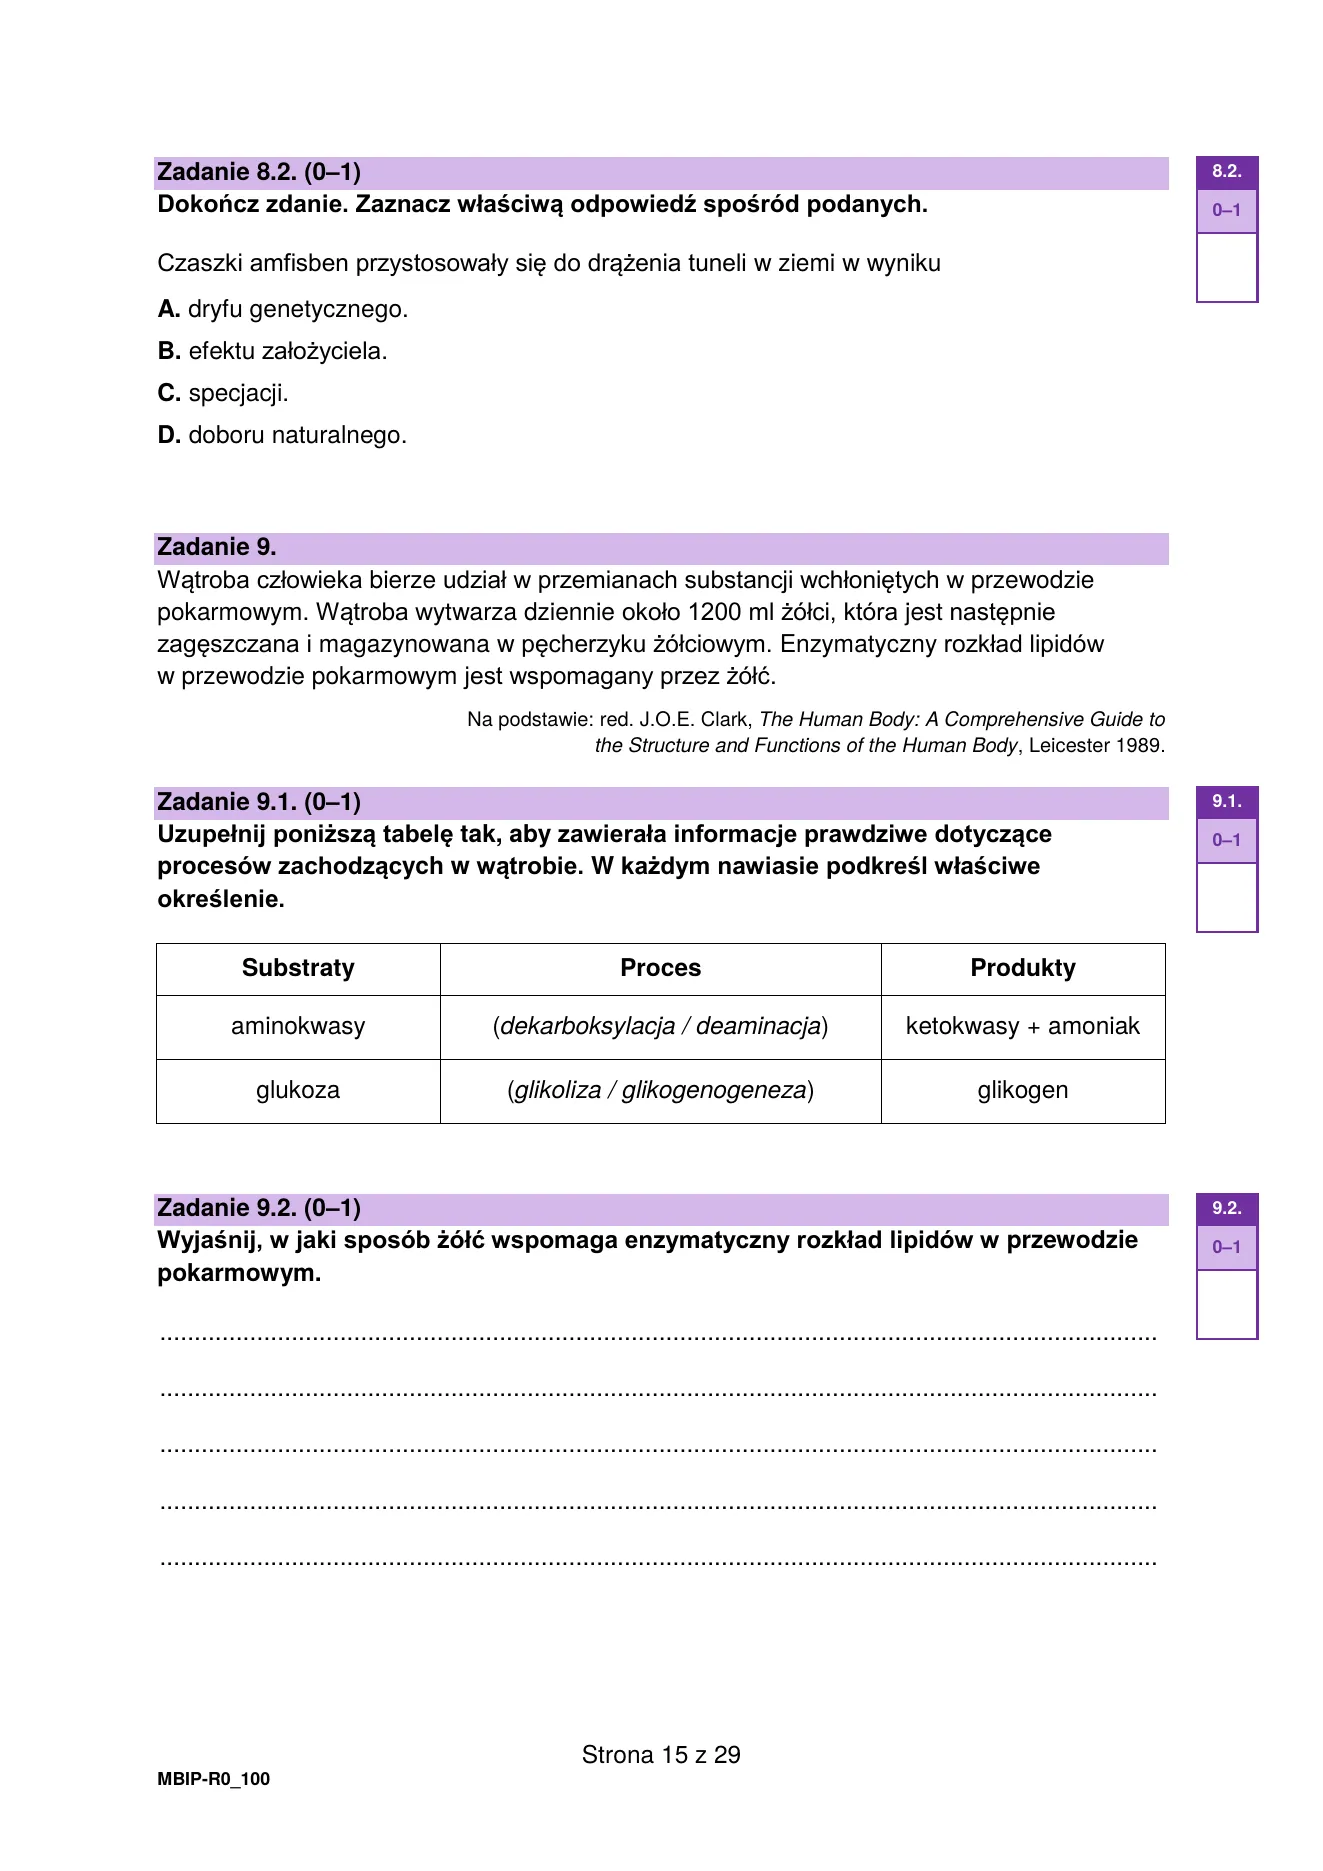 Zadanie 8.2. (0–1)
8.2.
0–1
Dokończ zdanie. Zaznacz właściwą odpowiedź spośród podanych.
Czaszki amfisben przystosowały się do drążenia tuneli w ziemi w wyniku
A. dryfu genetycznego.
B. efektu założyciela.
C. specjacji.
D. doboru naturalnego.
Zadanie 9.
Wątroba człowieka bierze udział w przemianach substancji wchłoniętych w przewodzie
pokarmowym. Wątroba wytwarza dziennie około 1200 ml żółci, która jest następnie
zagęszczana i magazynowana w pęcherzyku żółciowym. Enzymatyczny rozkład lipidów
w przewodzie pokarmowym jest wspomagany przez żółć.
Na podstawie: red. J.O.E. Clark, The Human Body: A Comprehensive Guide to
the Structure and Functions of the Human Body, Leicester 1989.
Zadanie 9.1. (0–1)
9.1.
0–1
Uzupełnij poniższą tabelę tak, aby zawierała informacje prawdziwe dotyczące
procesów zachodzących w wątrobie. W każdym nawiasie podkreśl właściwe
określenie.
Substraty Proces Produkty
aminokwasy (dekarboksylacja / deaminacja) ketokwasy + amoniak
glukoza (glikoliza / glikogenogeneza) glikogen
Zadanie 9.2. (0–1)
9.2.
0–1
Wyjaśnij, w jaki sposób żółć wspomaga enzymatyczny rozkład lipidów w przewodzie
pokarmowym.
Strona 15 z 29
MBIP-R0_100